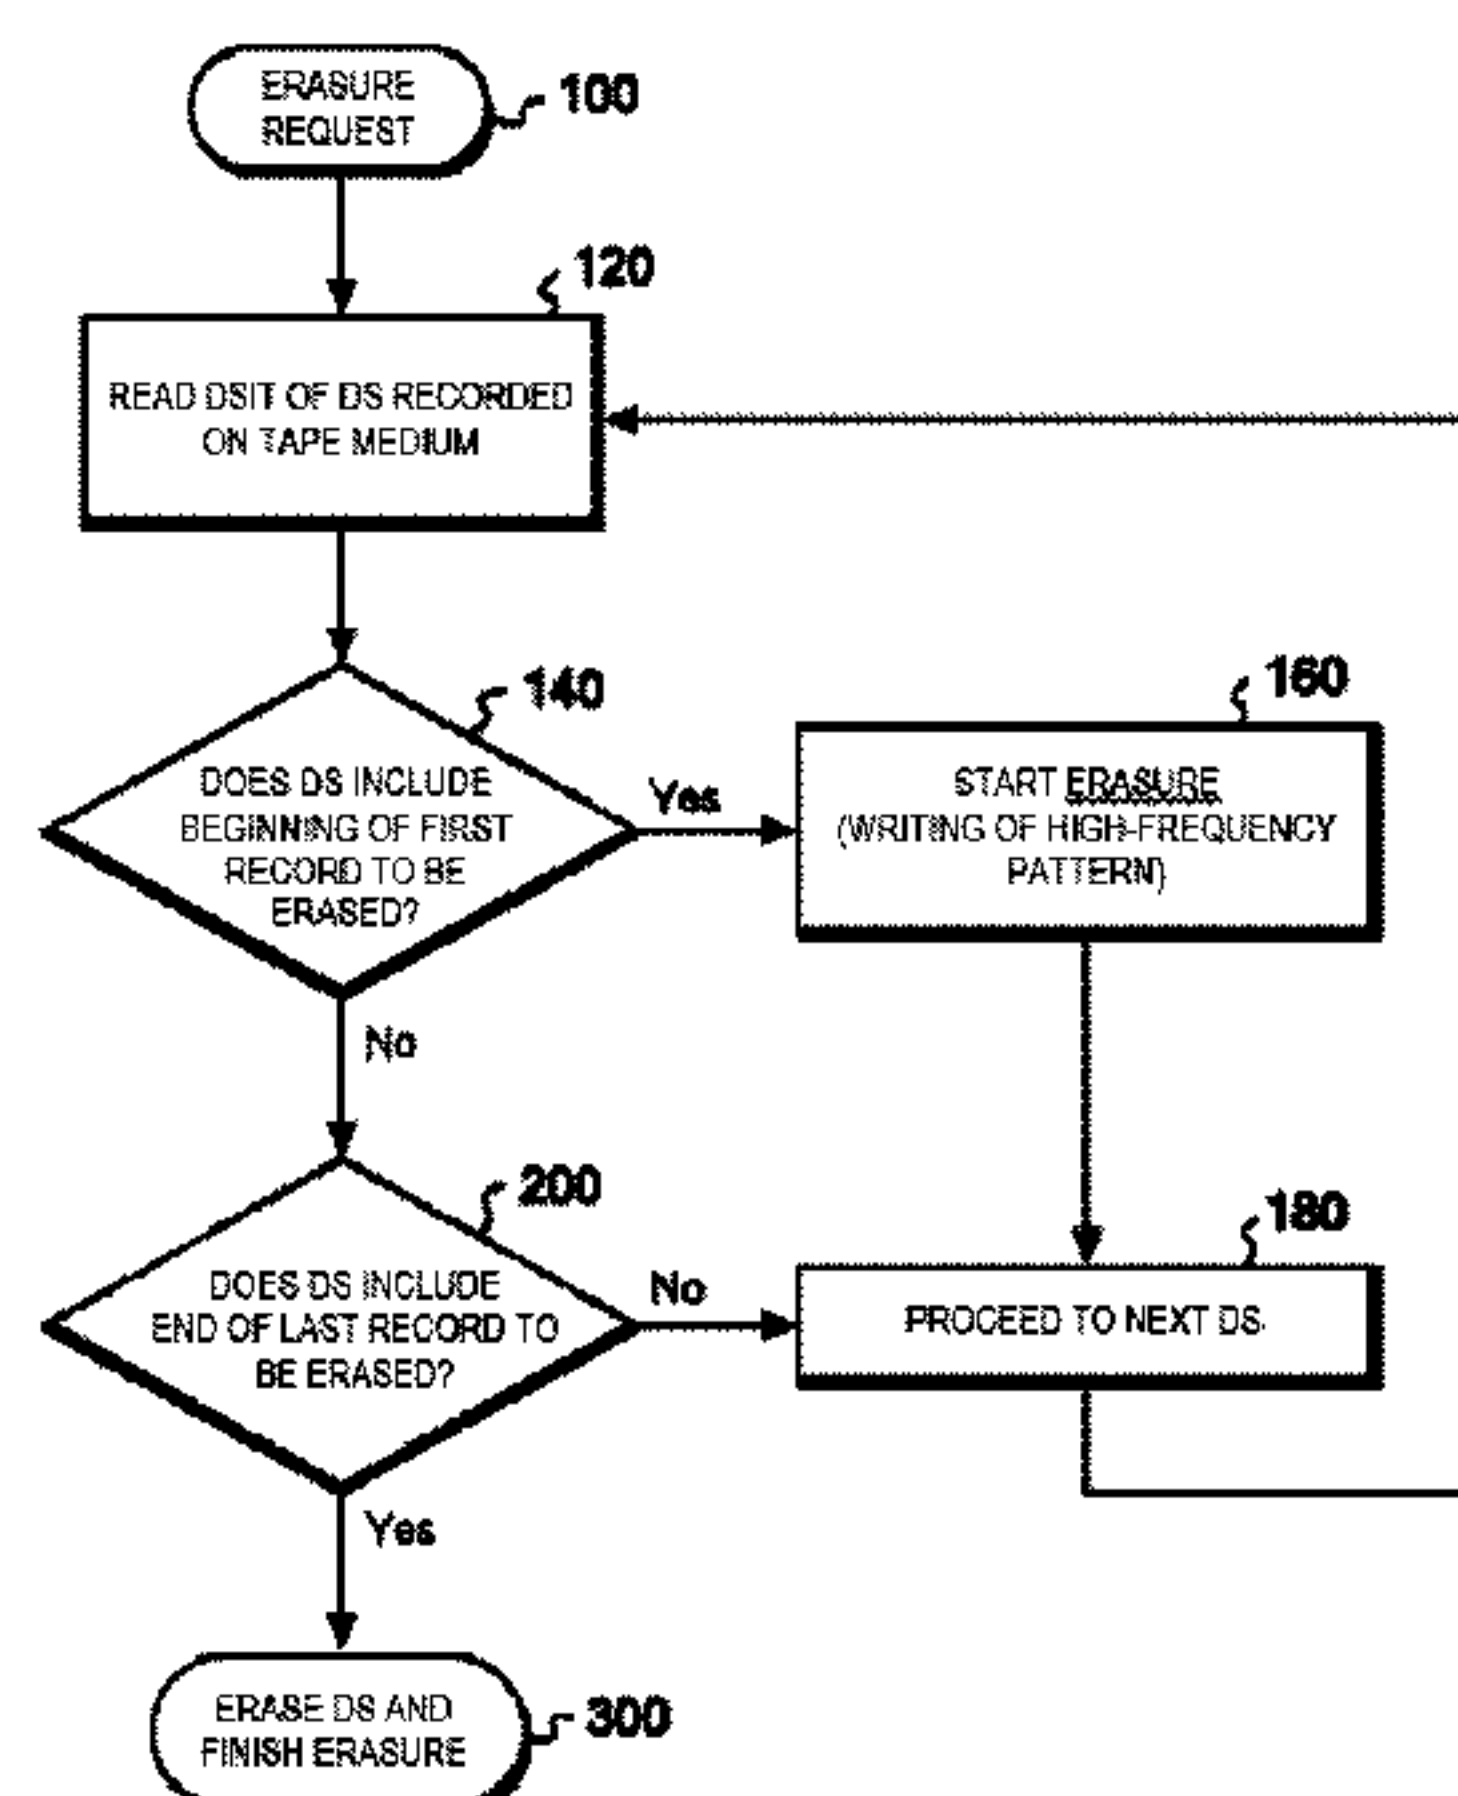 ERASURE
REQUEST
100
120
READ DSIT OF DS RECORDED
ON TAPE MEDIUM
140
DOES DS INCLUDE
BEGINNING OF FIRST
RECORD TO BE
ERASED?
Yes
160
START ERASURE
(WRITING OF HIGH-FREQUENCY
PATTERN)
No
200
DOES DS INCLUDE
END OF LAST RECORD TO
BE ERASED?
No
180
PROCEED TO NEXT DS
Yes
ERASE DS AND
FINISH ERASURE
300